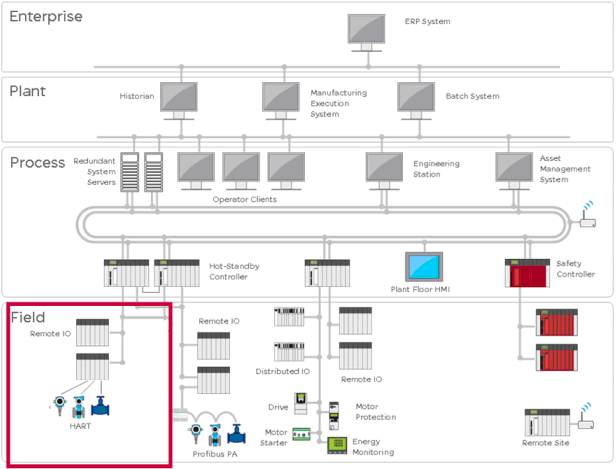 Enterprise
ERP System
Plant
Historian
Manufacturing
Execution
System
Batch System
Process
Redundant
System
Servers
Operator Clients
Engineering
Station
Asset
Management
System
Hot-Standby
Controller
Plant Floor HMI
Safety
Controller
Field
Remote IO
HART
Remote IO
Profibus PA
Distributed IO
Remote IO
Drive
Motor
Protection
Motor
Starter
Energy
Monitoring
Remote Site